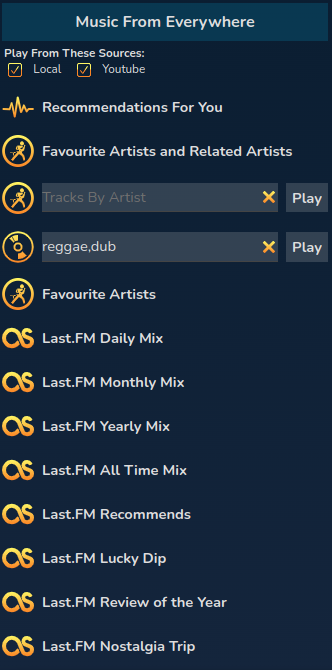 Music From Everywhere
Play From These Sources:
Local Youtube
Recommendations For You
Favourite Artists and Related Artists
Tracks By Artist Play
reggae,dub Play
Favourite Artists
Last.FM Daily Mix
Last.FM Monthly Mix
Last.FM Yearly Mix
Last.FM All Time Mix
Last.FM Recommends
Last.FM Lucky Dip
Last.FM Review of the Year
Last.FM Nostalgia Trip